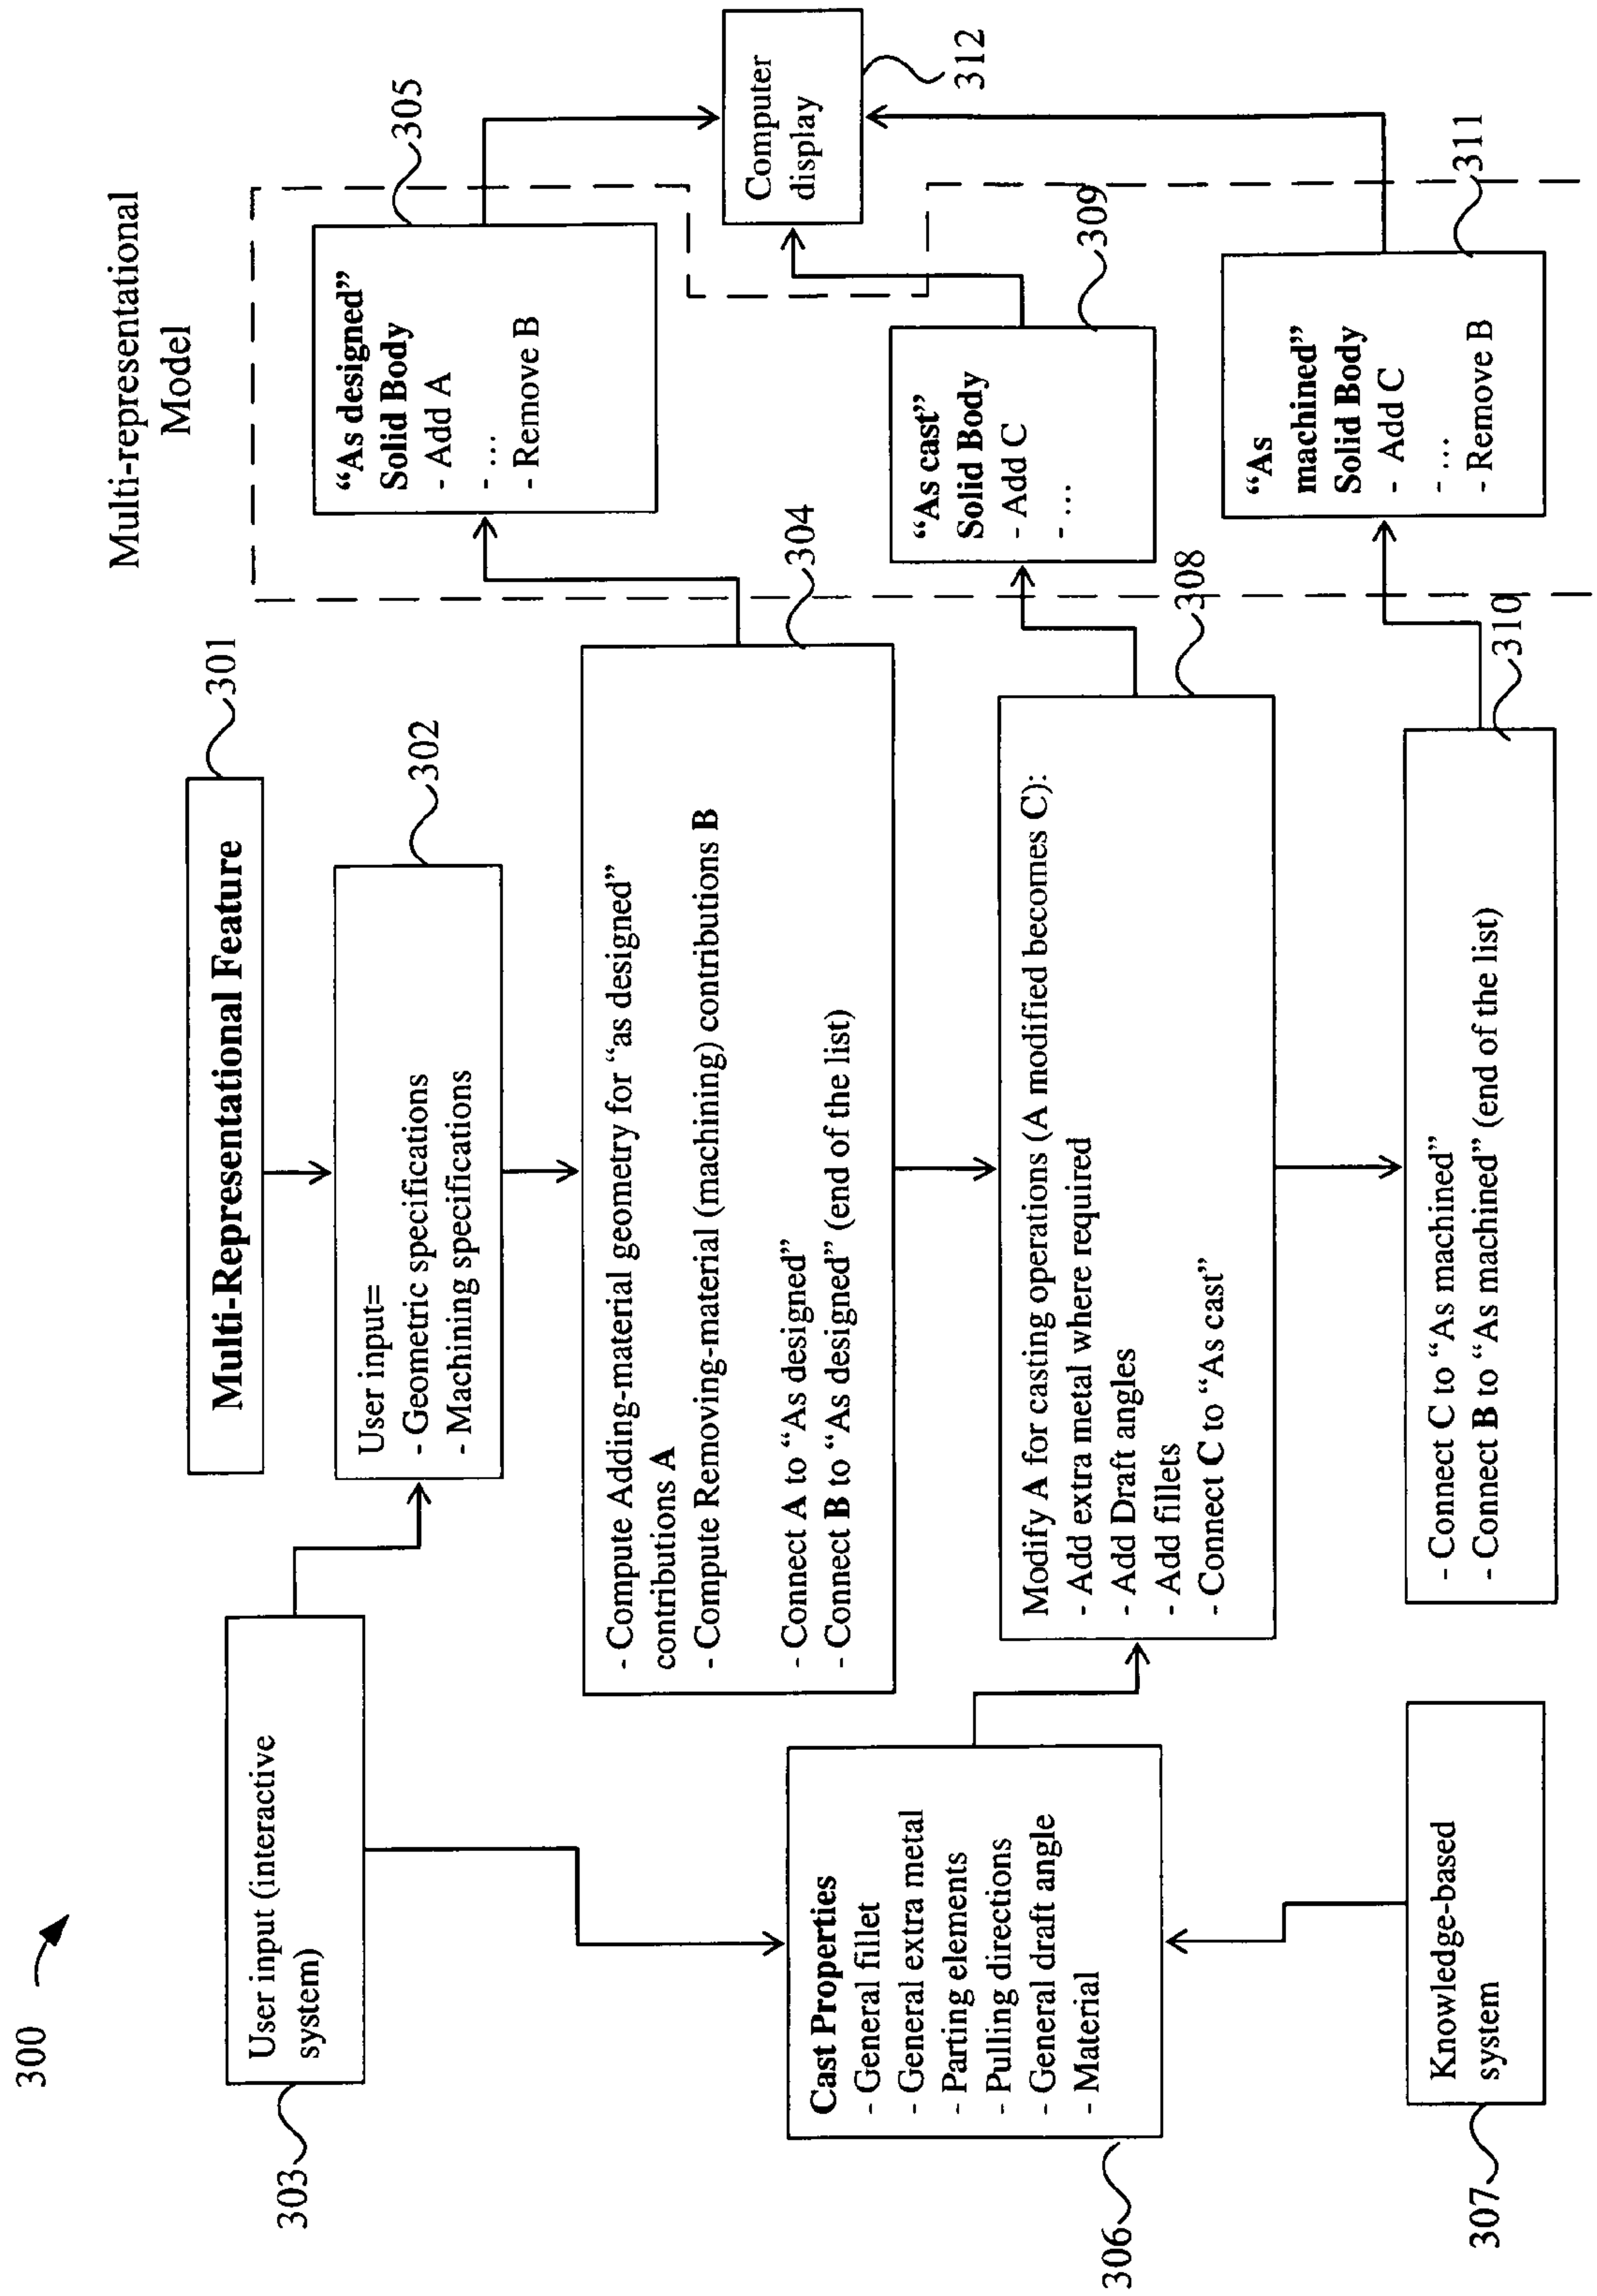 300
Multi-representational
Model
301
Multi-Representational Feature
303
User input (interactive
system)
302
User input=
- Geometric specifications
- Machining specifications
305
“As designed”
Solid Body
- Add A
- ...
- Remove B
304
- Compute Adding-material geometry for “as designed”
contributions A
- Compute Removing-material (machining) contributions B
- Connect A to “As designed”
- Connect B to “As designed” (end of the list)
Computer
display
312
306
Cast Properties
- General fillet
- General extra metal
- Parting elements
- Pulling directions
- General draft angle
- Material
308
Modify A for casting operations (A modified becomes C):
- Add extra metal where required
- Add Draft angles
- Add fillets
- Connect C to “As cast”
309
“As cast”
Solid Body
- Add C
- ...
307
Knowledge-based
system
310
- Connect C to “As machined”
- Connect B to “As machined” (end of the list)
311
“As
machined”
Solid Body
- Add C
- ...
- Remove B